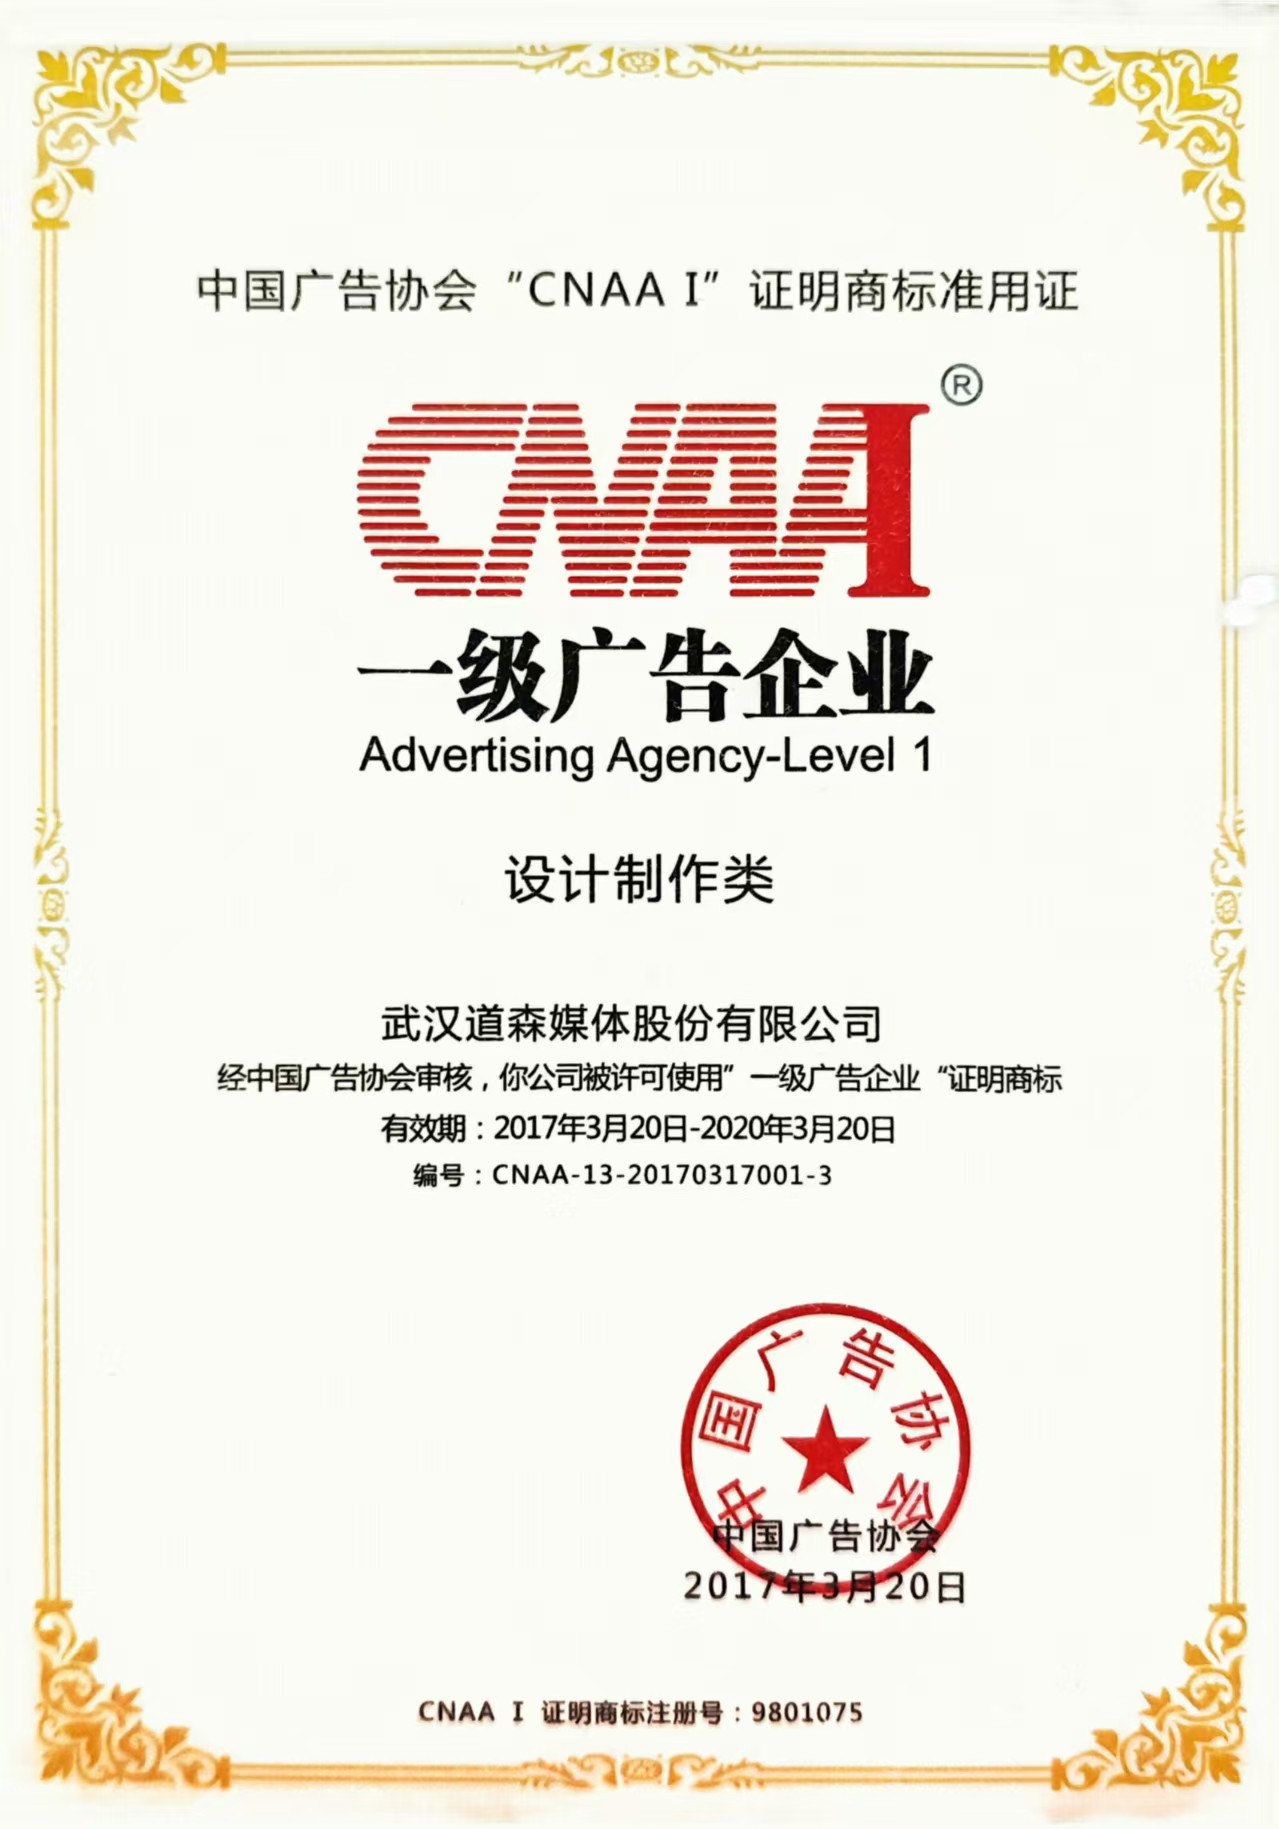 中国广告协会“CNAA I”证明商标准用证
CNAAI®
一级广告企业
Advertising Agency-Level 1
设计制作类
武汉道森媒体股份有限公司
经中国广告协会审核，你公司被许可使用”一级广告企业“证明商标
有效期：2017年3月20日-2020年3月20日
编号：CNAA-13-20170317001-3
中国广告协会
中国广告协会
2017年3月20日
CNAA I 证明商标注册号：9801075